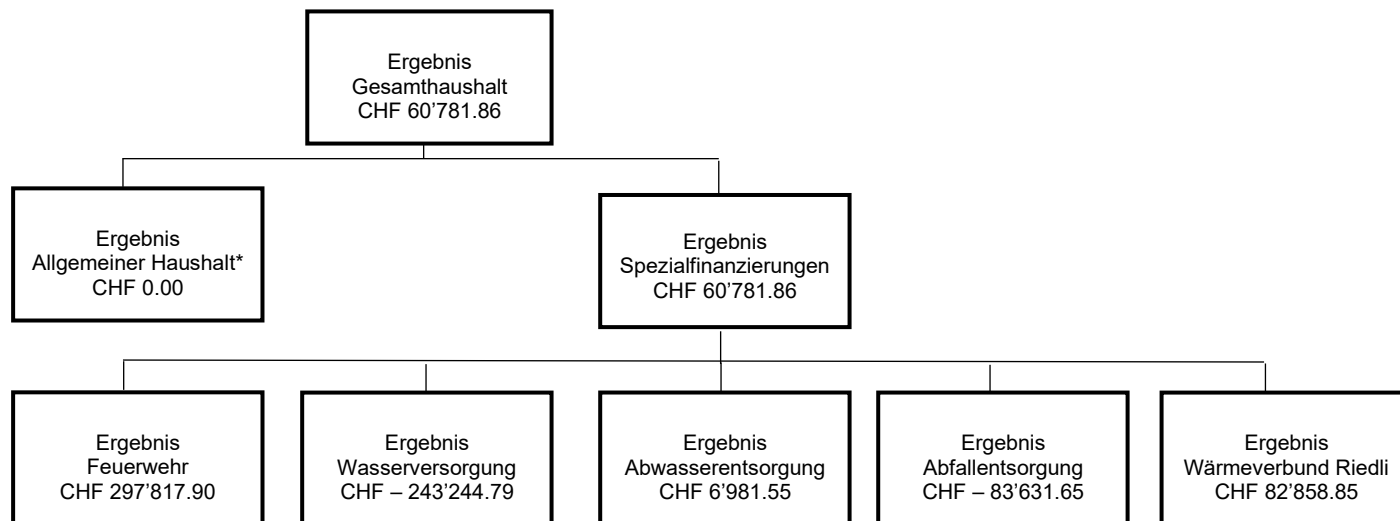 Ergebnis
Gesamthaushalt
CHF 60’781.86
Ergebnis
Allgemeiner Haushalt*
CHF 0.00
Ergebnis
Spezialfinanzierungen
CHF 60’781.86
Ergebnis
Feuerwehr
CHF 297’817.90
Ergebnis
Wasserversorgung
CHF – 243’244.79
Ergebnis
Abwasserentsorgung
CHF 6’981.55
Ergebnis
Abfallentsorgung
CHF – 83’631.65
Ergebnis
Wärmeverbund Riedli
CHF 82’858.85